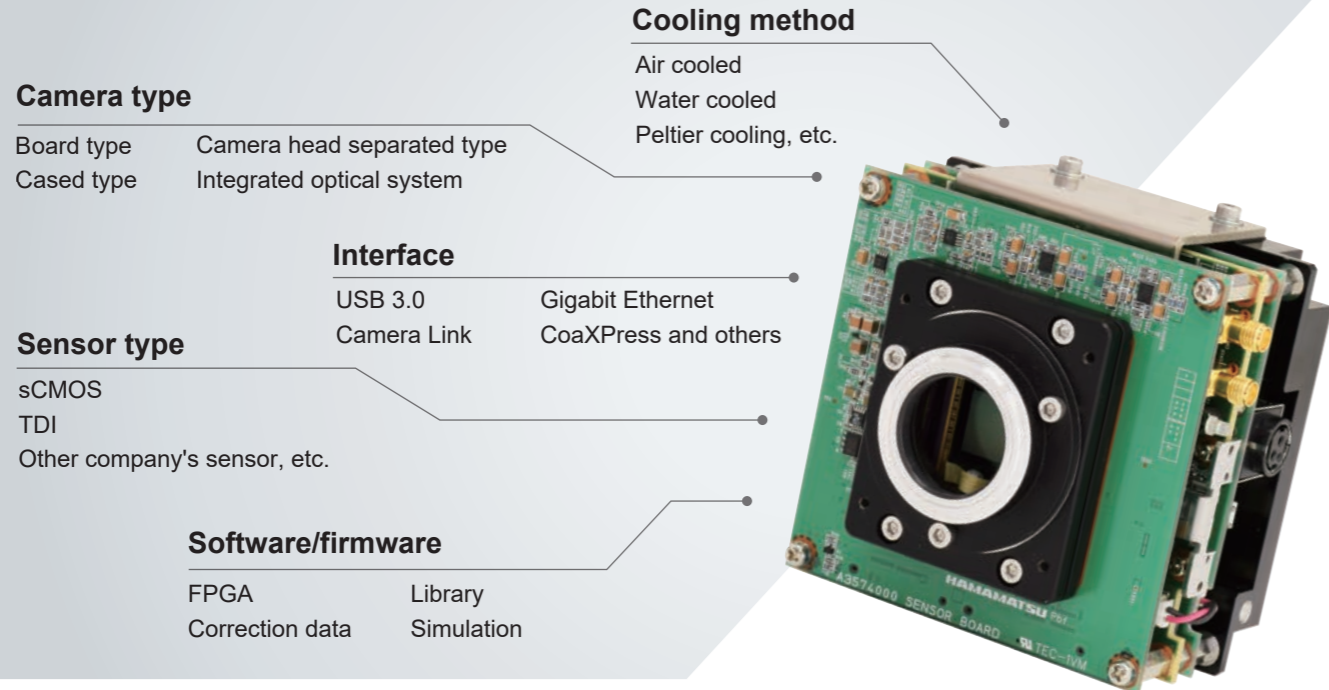 Cooling method
Air cooled
Water cooled
Peltier cooling, etc.
Camera type
Board type Camera head separated type
Cased type Integrated optical system
Interface
USB 3.0 Gigabit Ethernet
Camera Link CoaXPress and others
Sensor type
sCMOS
TDI
Other company's sensor, etc.
Software/firmware
FPGA Library
Correction data Simulation
HAMAMATSU
A3574000 SENSOR BOARD
TEC-1VM